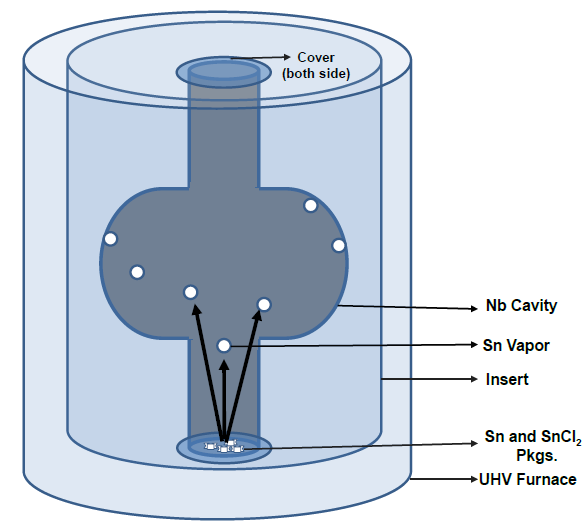 Cover
(both side)
Nb Cavity
Sn Vapor
Insert
Sn and SnCl₂
Pkgs.
UHV Furnace